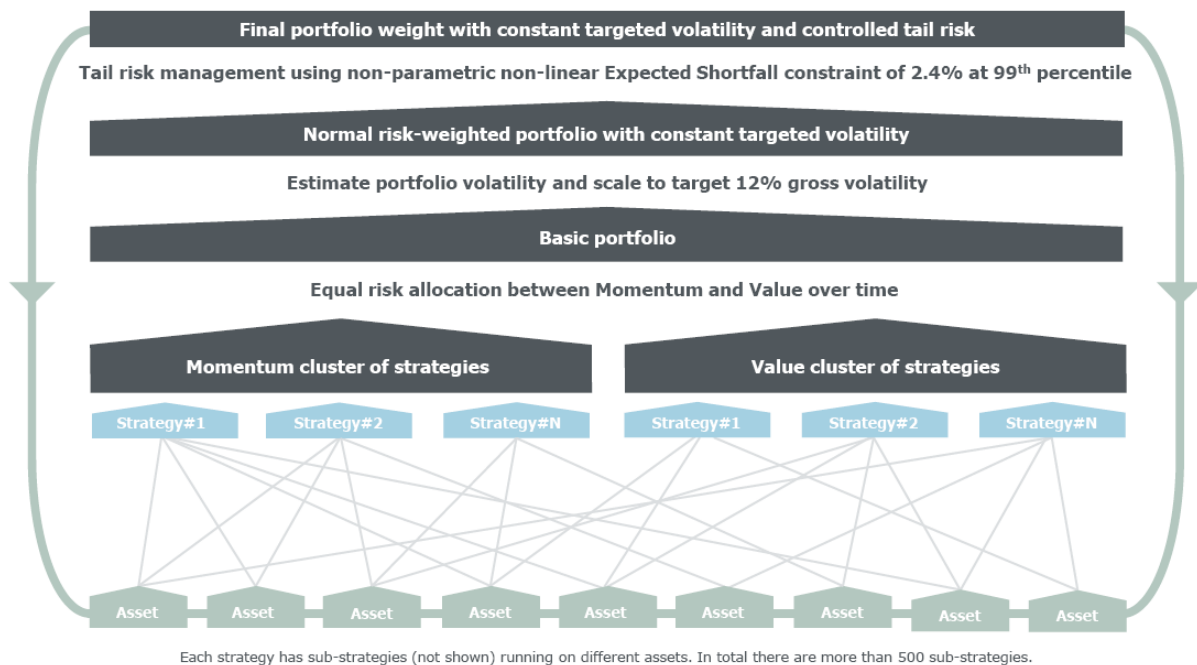 Final portfolio weight with constant targeted volatility and controlled tail risk
Tail risk management using non-parametric non-linear Expected Shortfall constraint of 2.4% at 99th percentile
Normal risk-weighted portfolio with constant targeted volatility
Estimate portfolio volatility and scale to target 12% gross volatility
Basic portfolio
Equal risk allocation between Momentum and Value over time
Momentum cluster of strategies Value cluster of strategies
Strategy#1 Strategy#2 Strategy#N Strategy#1 Strategy#2 Strategy#N
Asset Asset Asset Asset Asset Asset Asset Asset Asset
Each strategy has sub-strategies (not shown) running on different assets. In total there are more than 500 sub-strategies.